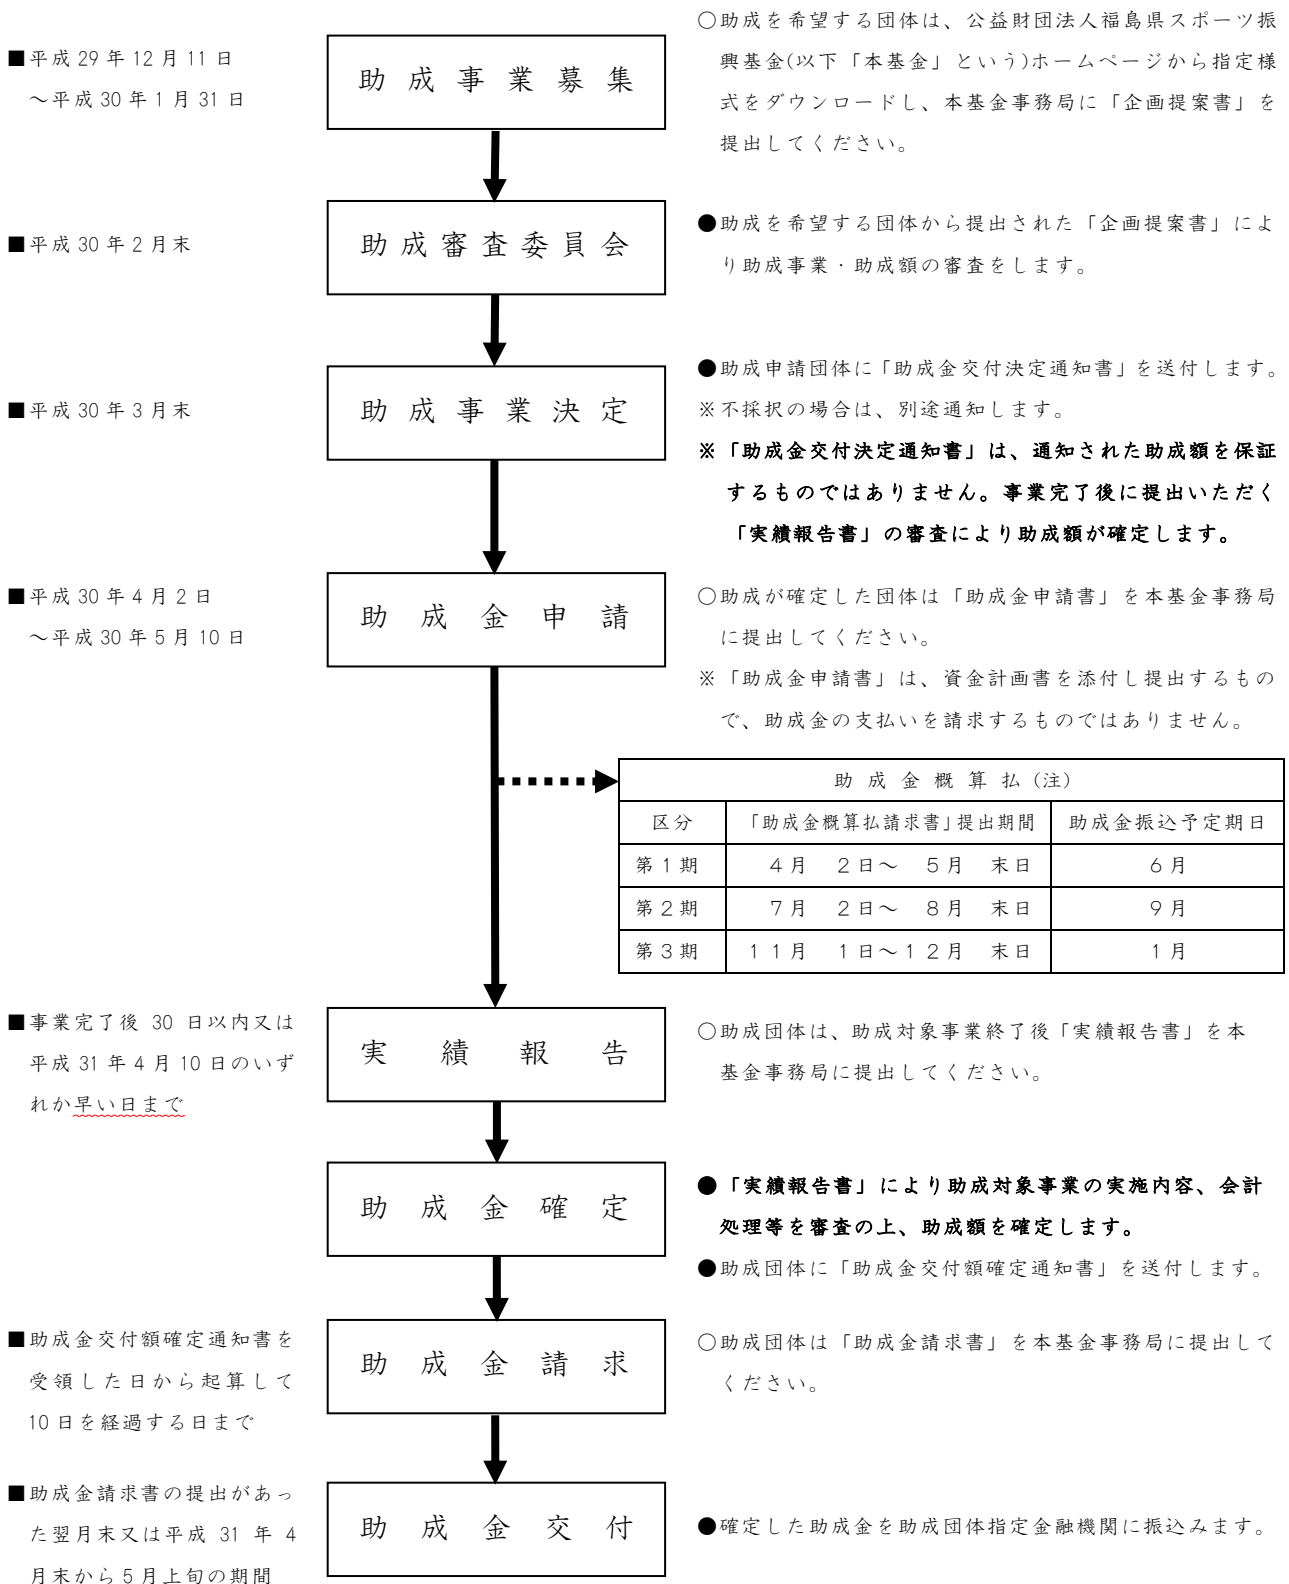 ■平成29年12月11日
～平成30年1月31日
助成事業募集
○助成を希望する団体は、公益財団法人福島県スポーツ振
興基金(以下「本基金」という)ホームページから指定様
式をダウンロードし、本基金事務局に「企画提案書」を
提出してください。
■平成30年2月末
助成審査委員会
●助成を希望する団体から提出された「企画提案書」によ
り助成事業・助成額の審査をします。
■平成30年3月末
助成事業決定
●助成申請団体に「助成金交付決定通知書」を送付します。
※不採択の場合は、別途通知します。
※「助成金交付決定通知書」は、通知された助成額を保証
するものではありません。事業完了後に提出いただく
「実績報告書」の審査により助成額が確定します。
■平成30年4月2日
～平成30年5月10日
助成金申請
○助成が確定した団体は「助成金申請書」を本基金事務局
に提出してください。
※「助成金申請書」は、資金計画書を添付し提出するもの
で、助成金の支払いを請求するものではありません。
助成金概算払(注)
区分 「助成金概算払請求書」提出期間 助成金振込予定期日
第1期 4月 2日～ 5月 末日 6月
第2期 7月 2日～ 8月 末日 9月
第3期 11月 1日～12月 末日 1月
■事業完了後 30 日以内又は
平成31年4月10日のいず
れか早い日まで
実績報告
○助成団体は、助成対象事業終了後「実績報告書」を本
基金事務局に提出してください。
助成金確定
●「実績報告書」により助成対象事業の実施内容、会計
処理等を審査の上、助成額を確定します。
●助成団体に「助成金交付額確定通知書」を送付します。
■助成金交付額確定通知書を
受領した日から起算して
10日を経過する日まで
助成金請求
○助成団体は「助成金請求書」を本基金事務局に提出して
ください。
■助成金請求書の提出があっ
た翌月末又は平成 31 年 4
月末から5月上旬の期間
助成金交付
●確定した助成金を助成団体指定金融機関に振込みます。